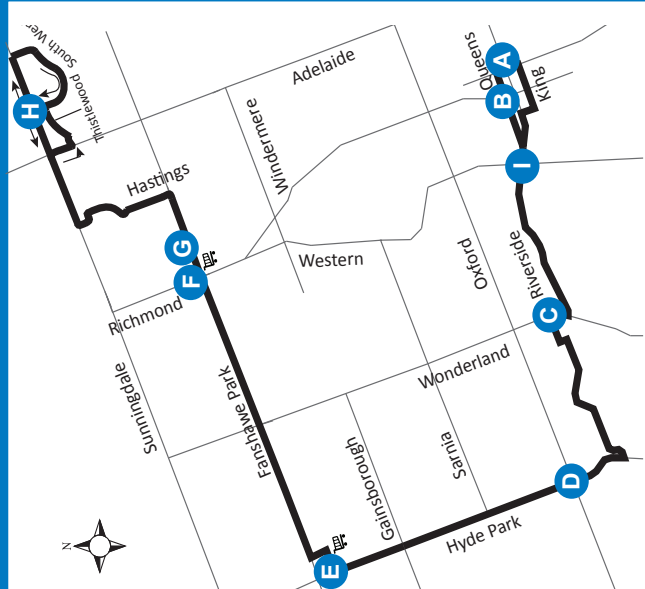 South Wen
Thistlewood
H
Adelaide
Queens
A
B
King
Windermere
Hastings
I
G
F
Western
Richmond
Oxford
Riverside
C
Sunningdale
Fanshawe Park
Wonderland
Gainsborough
Sarnia
D
Hyde Park
N
E